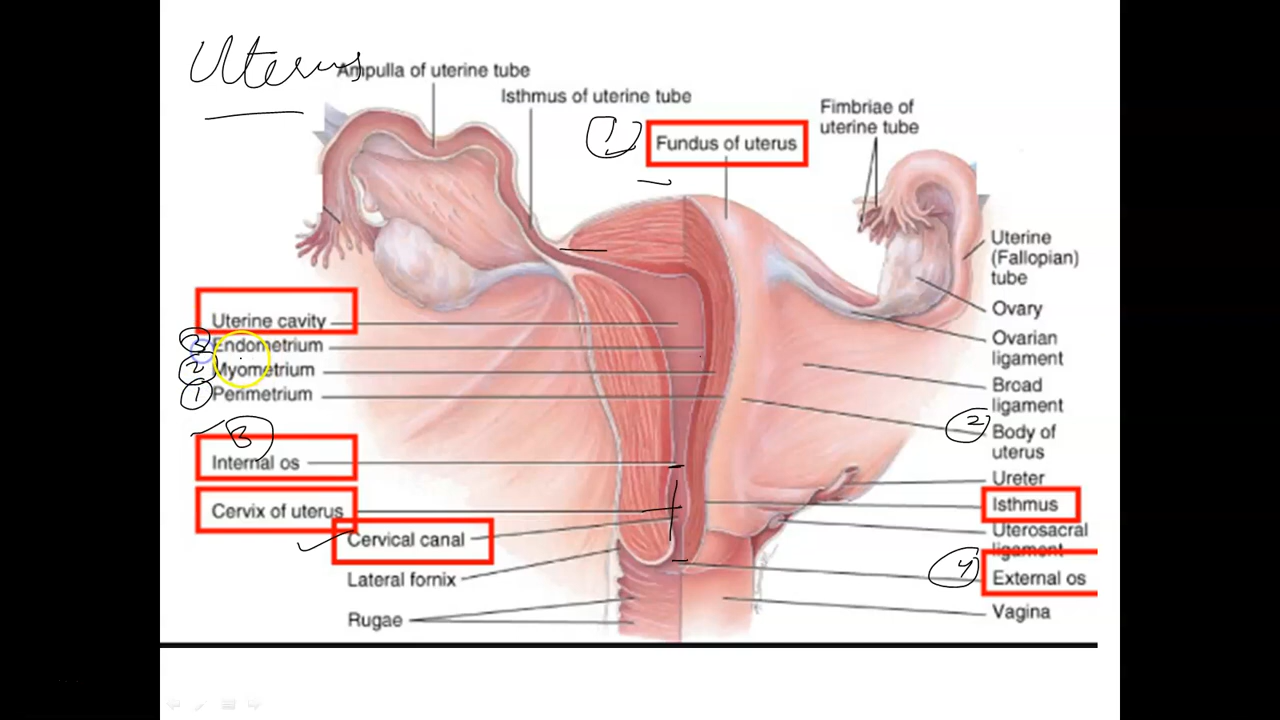 Uterus
Ampulla of uterine tube
Isthmus of uterine tube
1
Fundus of uterus
Fimbriae of
uterine tube
Uterine
(Fallopian)
tube
Ovary
Ovarian
ligament
Broad
ligament
2
Body of
uterus
Ureter
Isthmus
Uterosacral
ligament
4
External os
Vagina
Uterine cavity
3 Endometrium
2 Myometrium
1 Perimetrium
3
Internal os
Cervix of uterus
Cervical canal
Lateral fornix
Rugae